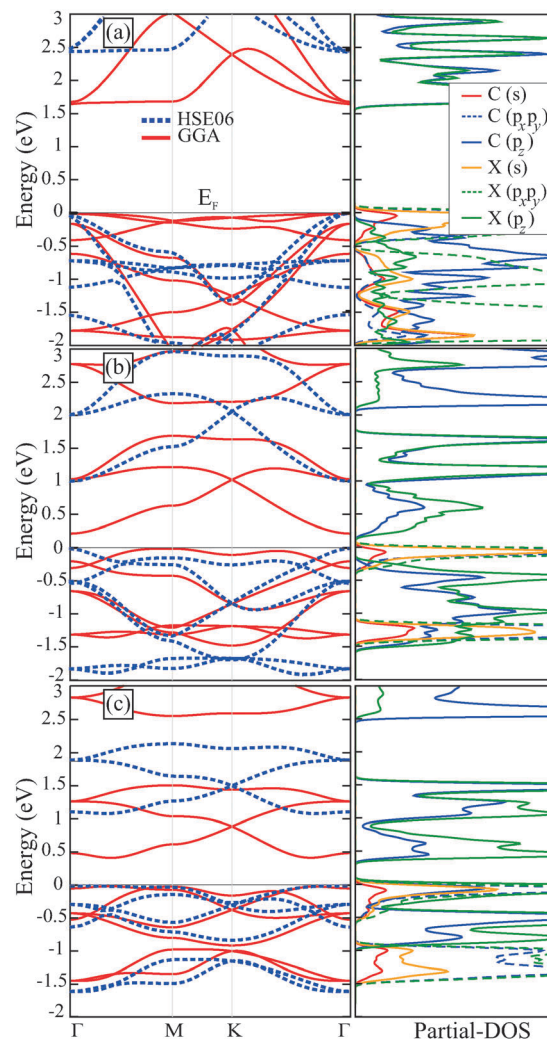 (a)
HSE06
GGA
E_F
Energy (eV)
3
2.5
2
1.5
1
0.5
0
-0.5
-1
-1.5
-2
C (s)
C (p_x p_y)
C (p_z)
X (s)
X (p_x p_y)
X (p_z)
(b)
Energy (eV)
3
2.5
2
1.5
1
0.5
0
-0.5
-1
-1.5
-2
(c)
Energy (eV)
3
2.5
2
1.5
1
0.5
0
-0.5
-1
-1.5
-2
Γ M K Γ
Partial-DOS